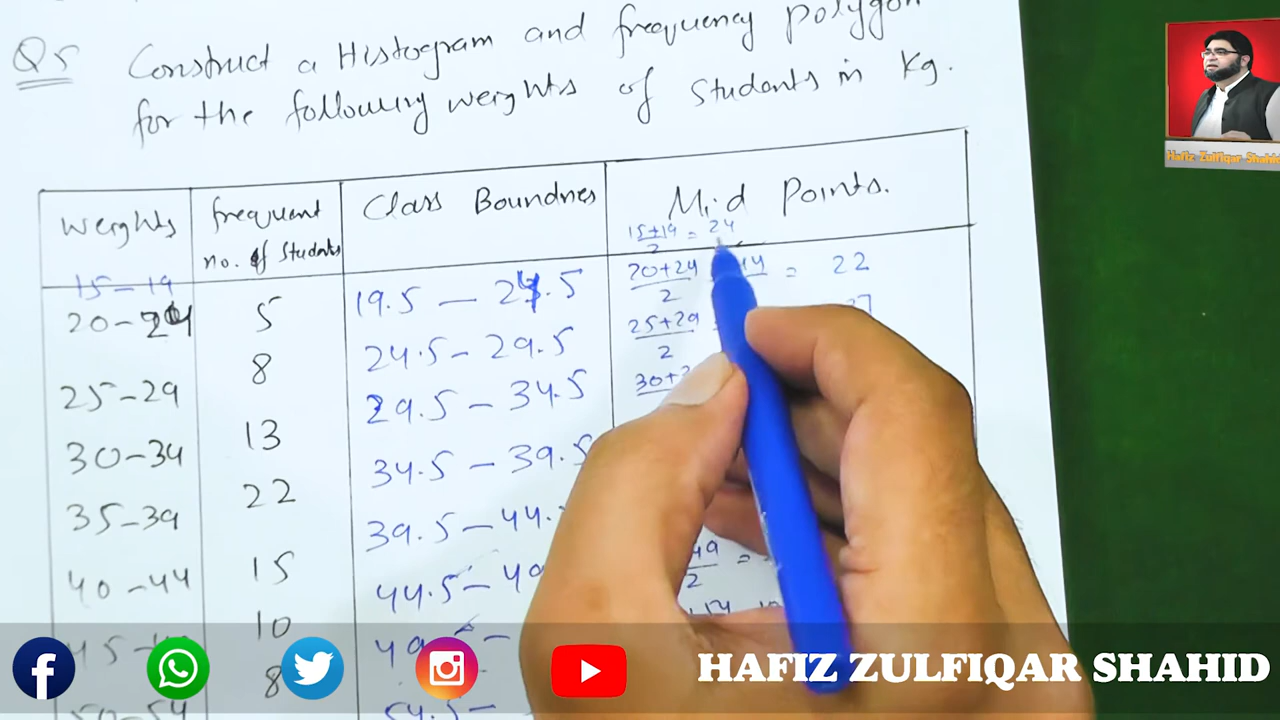 Q5 Construct a Histogram and frequency polygon
for the following weights of Students in Kg.
Hafiz Zulfiqar Shahid
Weights frequent no. of Students Class Boundries Mid Points.
15-19 15+19/2 = 24
20-24 5 19.5 - 24.5 20+24/2 = 22
25-29 8 24.5 - 29.5 25+29/2
30-34 13 29.5 - 34.5
35-39 22 34.5 - 39.5
40-44 15 39.5 - 44.
10 44.5 -
8
54.5 -
HAFIZ ZULFIQAR SHAHID